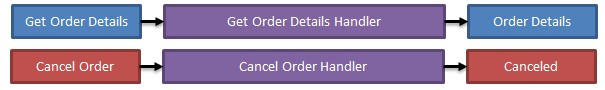 Get Order Details
Get Order Details Handler
Order Details
Cancel Order
Cancel Order Handler
Canceled